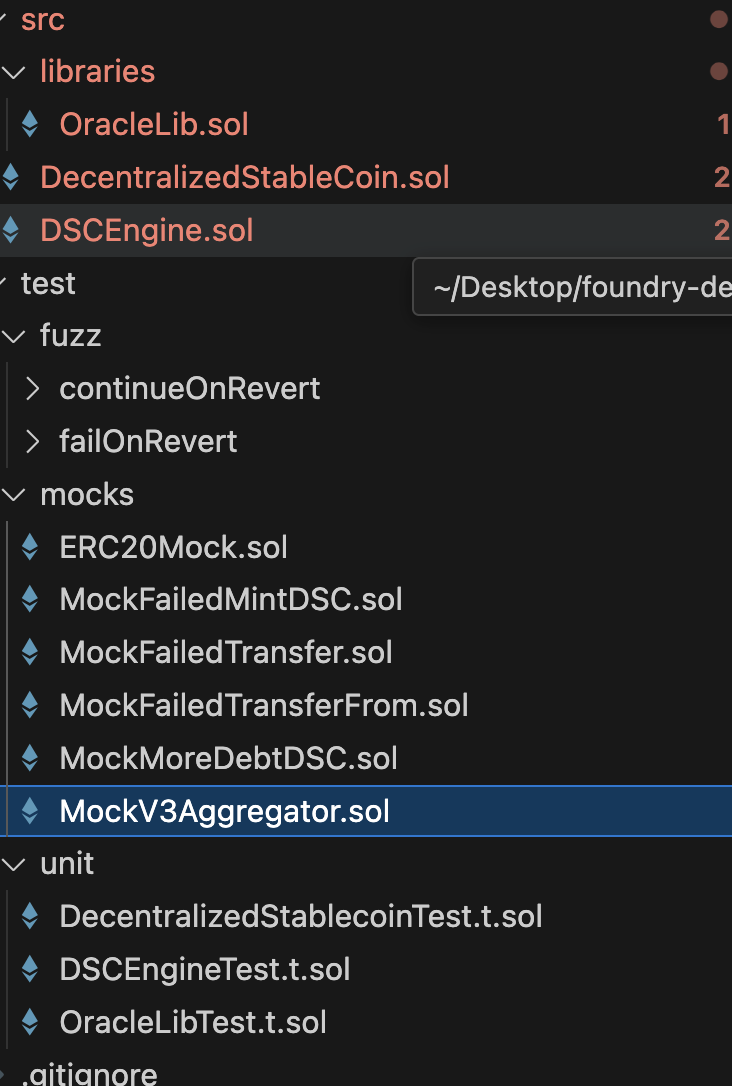 src
libraries
OracleLib.sol 1
DecentralizedStableCoin.sol 2
DSCEngine.sol 2
test
~/Desktop/foundry-de
fuzz
continueOnRevert
failOnRevert
mocks
ERC20Mock.sol
MockFailedMintDSC.sol
MockFailedTransfer.sol
MockFailedTransferFrom.sol
MockMoreDebtDSC.sol
MockV3Aggregator.sol
unit
DecentralizedStablecoinTest.t.sol
DSCEngineTest.t.sol
OracleLibTest.t.sol
.gitignore